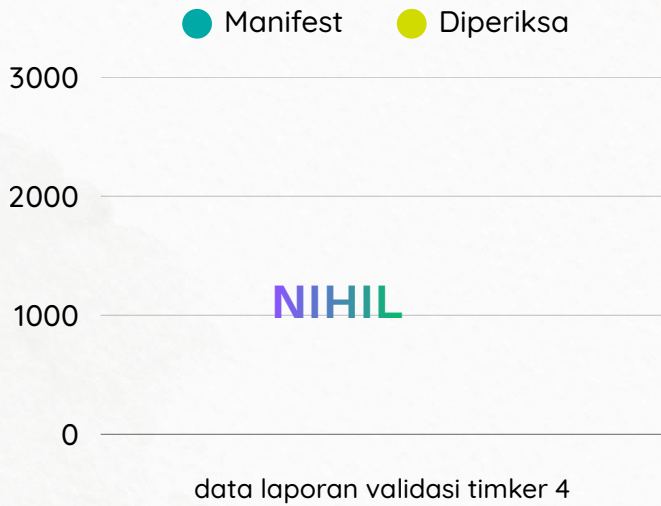 Manifest Diperiksa
3000
2000
NIHIL
1000
0
data laporan validasi timker 4